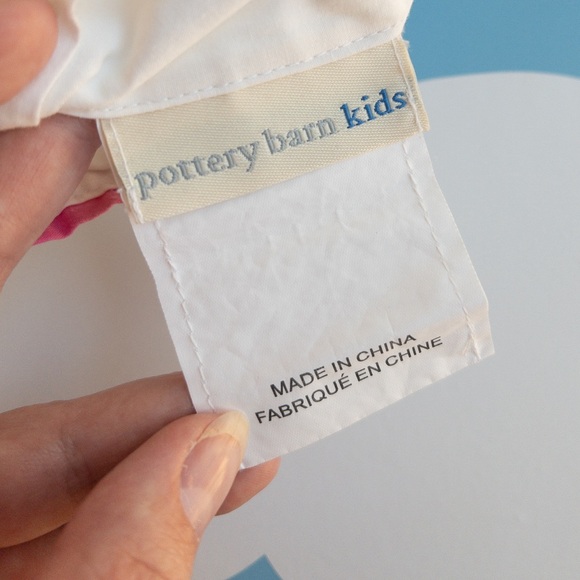 pottery barn kids
MADE IN CHINA
FABRIQUÉ EN CHINE